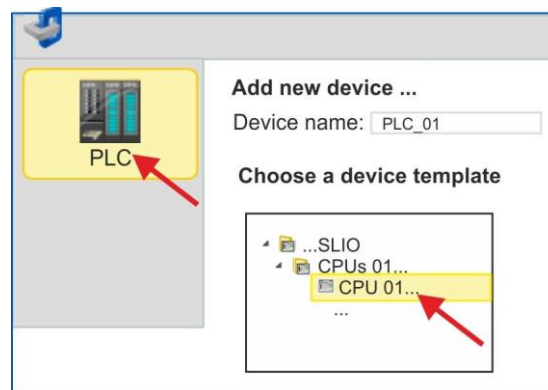 PLC
Add new device ...
Device name: PLC_01
Choose a device template
...SLIO
CPUs 01...
CPU 01...
...